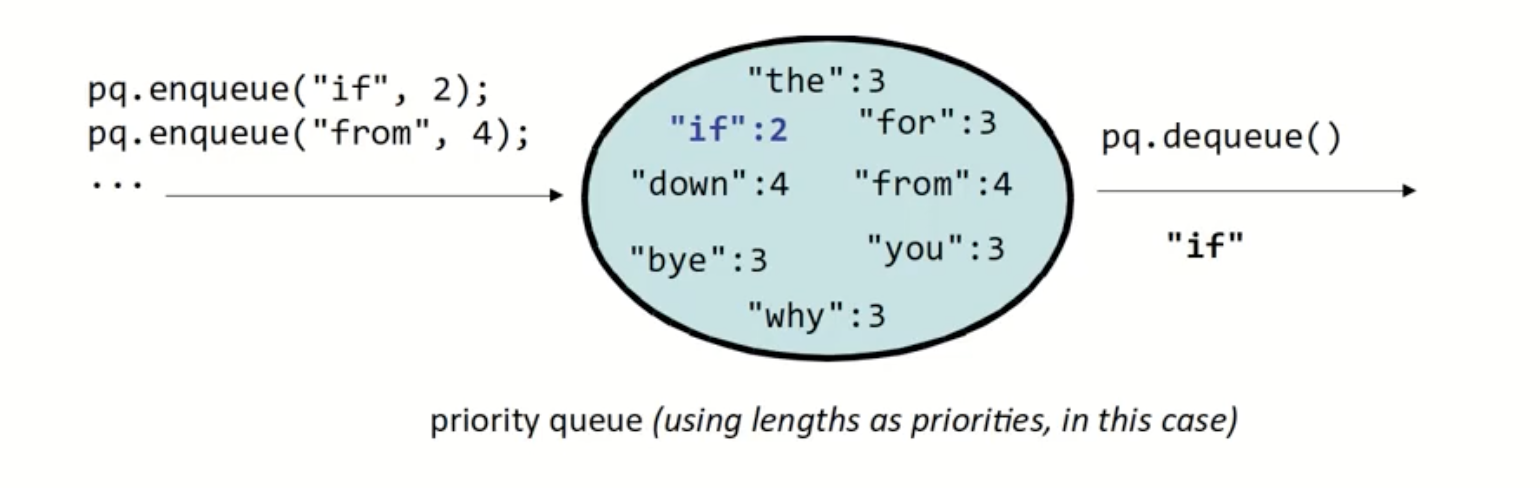 pq.enqueue("if", 2);
pq.enqueue("from", 4);
...
"the":3
"if":2 "for":3
"down":4 "from":4
"bye":3 "you":3
"why":3
pq.dequeue()
"if"
priority queue (using lengths as priorities, in this case)